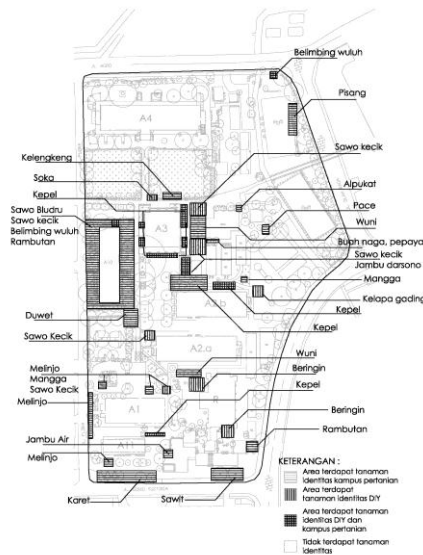 Belimbing wuluh
Pisang
A4
Kelengkeng
Sawo kecik
Soka
Alpukat
Kepel
Pace
Sawo Bludru
Sawo kecik
Belimbing wuluh
Rambutan
A3
Wuni
Buah naga, pepaya
Sawo kecik
Jambu darsono
Mangga
Kelapa gading
Kepel
Duwet
Kepel
Sawo Kecik
A2.a
Wuni
Melinjo
Mangga
Sawo Kecik
Beringin
Kepel
Melinjo
A1
Beringin
Jambu Air
Rambutan
Melinjo
Karet
Sawit
KETERANGAN :
Area terdapat tanaman
identitas kampus pertanian
Area terdapat
tanaman identitas DIY
Area terdapat tanaman
identitas DIY dan
kampus pertanian
Tidak terdapat tanaman
identitas